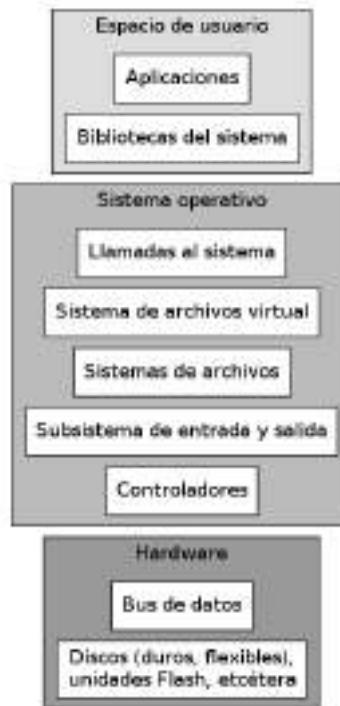 Espacio de usuario
Aplicaciones
Bibliotecas del sistema
Sistema operativo
Llamadas al sistema
Sistema de archivos virtual
Sistemas de archivos
Subsistema de entrada y salida
Controladores
Hardware
Bus de datos
Discos (duros, flexibles),
unidades Flash, etcétera